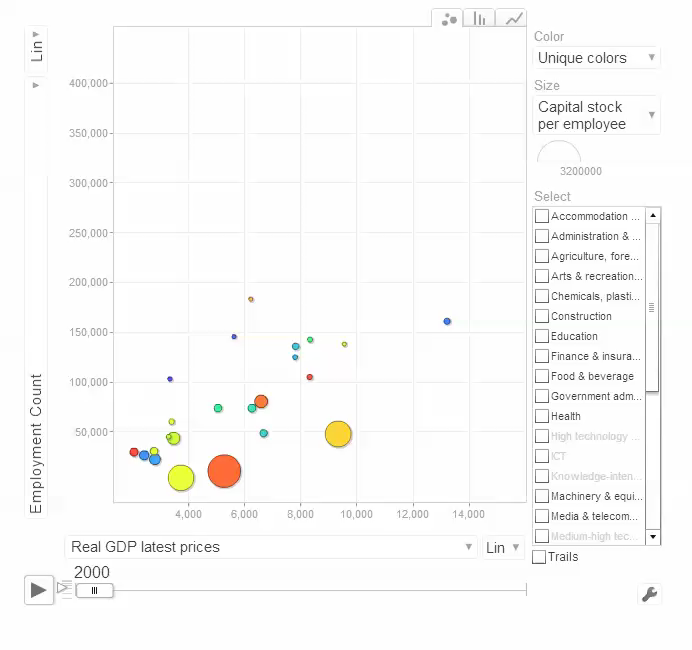 Lin
Employment Count
400,000
350,000
300,000
250,000
200,000
150,000
100,000
50,000
4,000
6,000
8,000
10,000
12,000
14,000
Real GDP latest prices
Lin
2000
Color
Unique colors
Size
Capital stock
per employee
3200000
Select
Accommodation ...
Administration & ...
Agriculture, fore...
Arts & recreation...
Chemicals, plasti...
Construction
Education
Finance & insura...
Food & beverage
Government adm...
Health
High technology ...
ICT
Knowledge-inten...
Machinery & equi...
Media & telecom...
Medium-high tec...
Trails